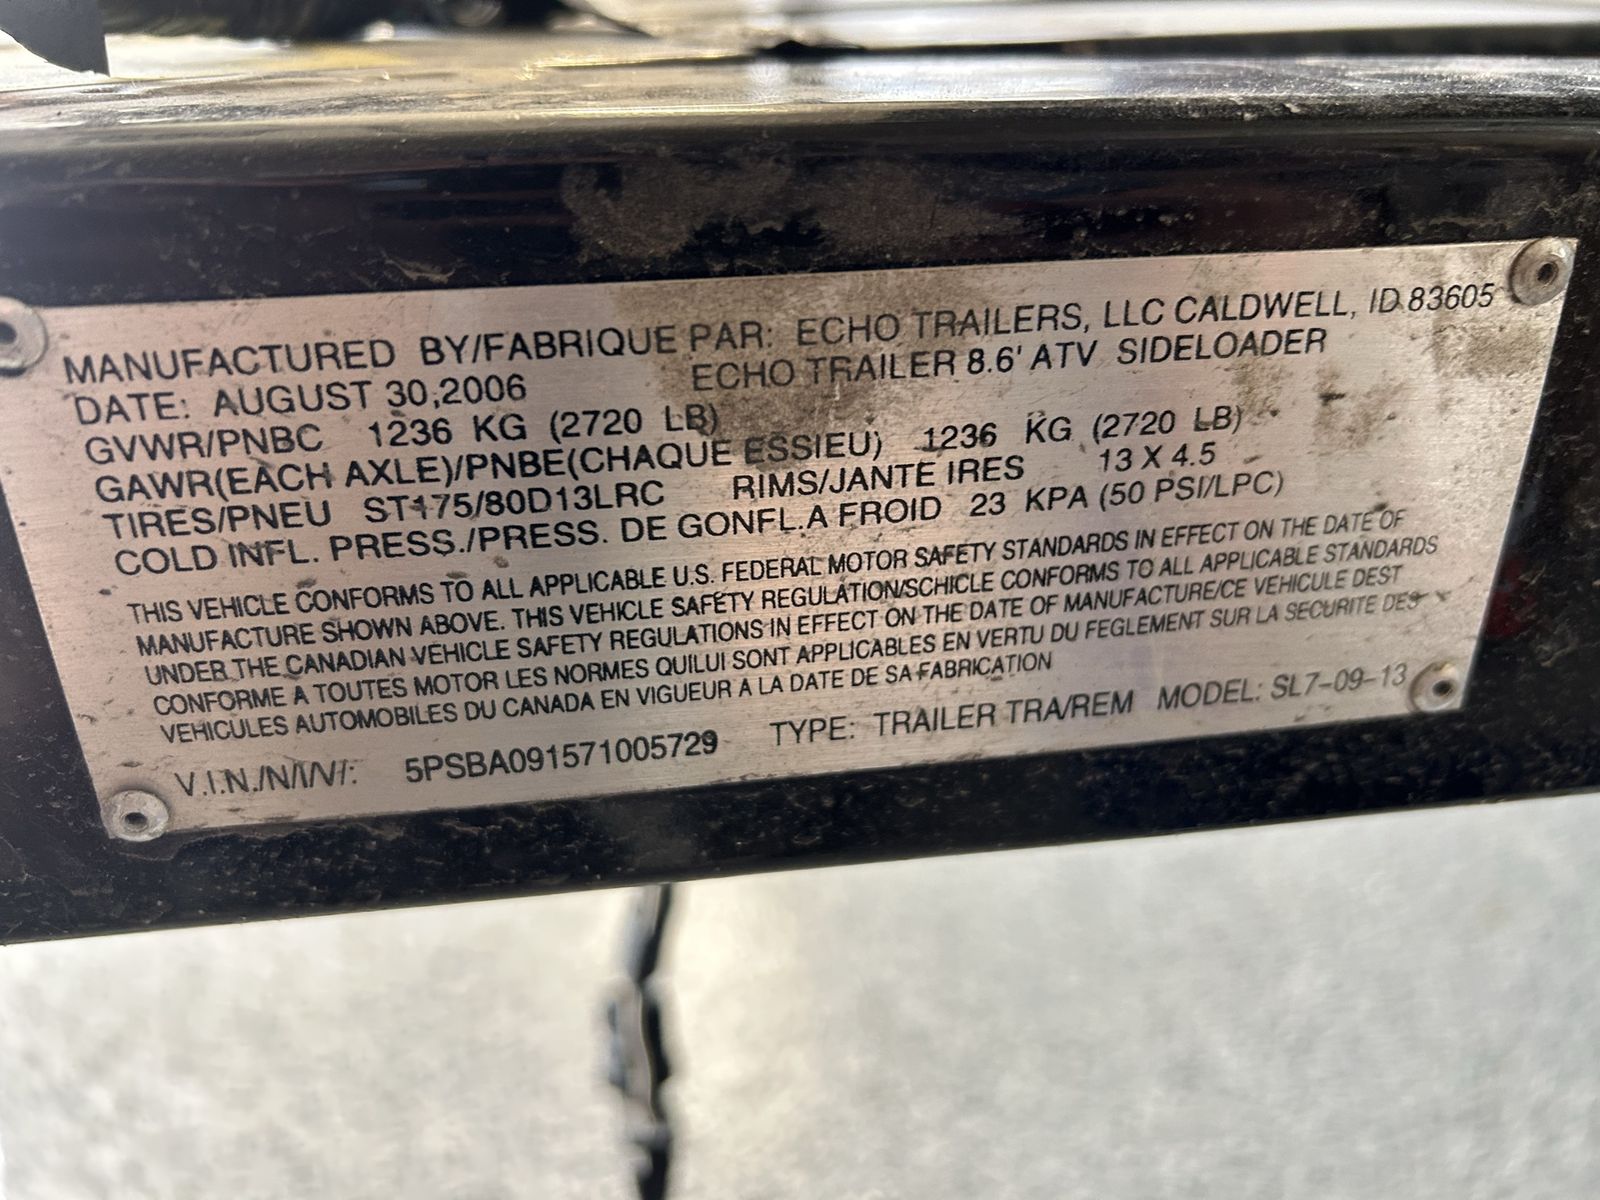 MANUFACTURED BY/FABRIQUE PAR: ECHO TRAILERS, LLC CALDWELL, ID 83605
DATE: AUGUST 30,2006 ECHO TRAILER 8.6' ATV SIDELOADER
GVWR/PNBC 1236 KG (2720 LB)
GAWR(EACH AXLE)/PNBE(CHAQUE ESSIEU) 1236 KG (2720 LB)
TIRES/PNEU ST175/80D13LRC RIMS/JANTE IRES 13 X 4.5
COLD INFL. PRESS./PRESS. DE GONFL.A FROID 23 KPA (50 PSI/LPC)
THIS VEHICLE CONFORMS TO ALL APPLICABLE U.S. FEDERAL MOTOR SAFETY STANDARDS IN EFFECT ON THE DATE OF
MANUFACTURE SHOWN ABOVE. THIS VEHICLE SAFETY REGULATION/SCHICLE CONFORMS TO ALL APPLICABLE STANDARDS
UNDER THE CANADIAN VEHICLE SAFETY REGULATIONS IN EFFECT ON THE DATE OF MANUFACTURE/CE VEHICULE DEST
CONFORME A TOUTES MOTOR LES NORMES QUILUI SONT APPLICABLES EN VERTU DU FEGLEMENT SUR LA SECURITE DES
VEHICULES AUTOMOBILES DU CANADA EN VIGUEUR A LA DATE DE SA FABRICATION
V.I.N./N/I/V/: 5PSBA091571005729 TYPE: TRAILER TRA/REM MODEL: SL7-09-13